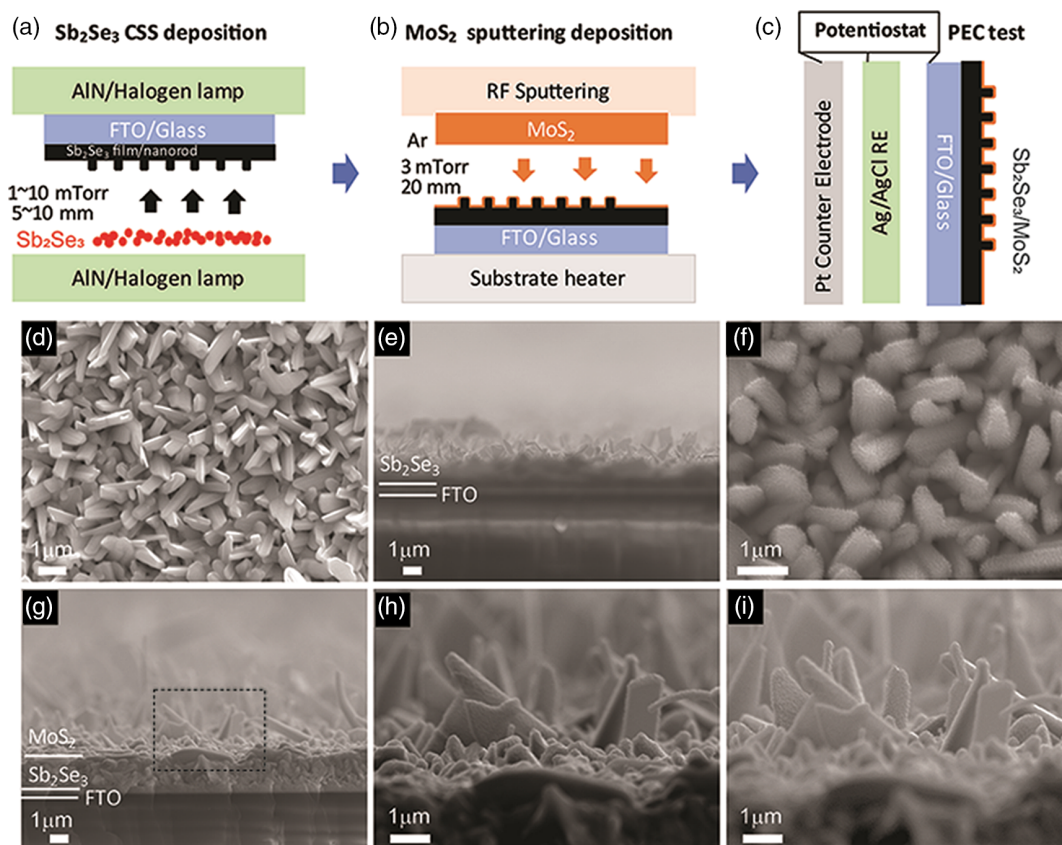 (a) Sb₂Se₃ CSS deposition
AlN/Halogen lamp
FTO/Glass
Sb₂Se₃ film/nanorod
1~10 mTorr
5~10 mm
Sb₂Se₃
AlN/Halogen lamp
(b) MoS₂ sputtering deposition
RF Sputtering
MoS₂
Ar
3 mTorr
20 mm
FTO/Glass
Substrate heater
(c) Potentiostat PEC test
Pt Counter Electrode
Ag/AgCl RE
FTO/Glass
Sb₂Se₃/MoS₂
(d)
1μm
(e)
Sb₂Se₃
FTO
1μm
(f)
1μm
(g)
MoS₂
Sb₂Se₃
FTO
1μm
(h)
1μm
(i)
1μm